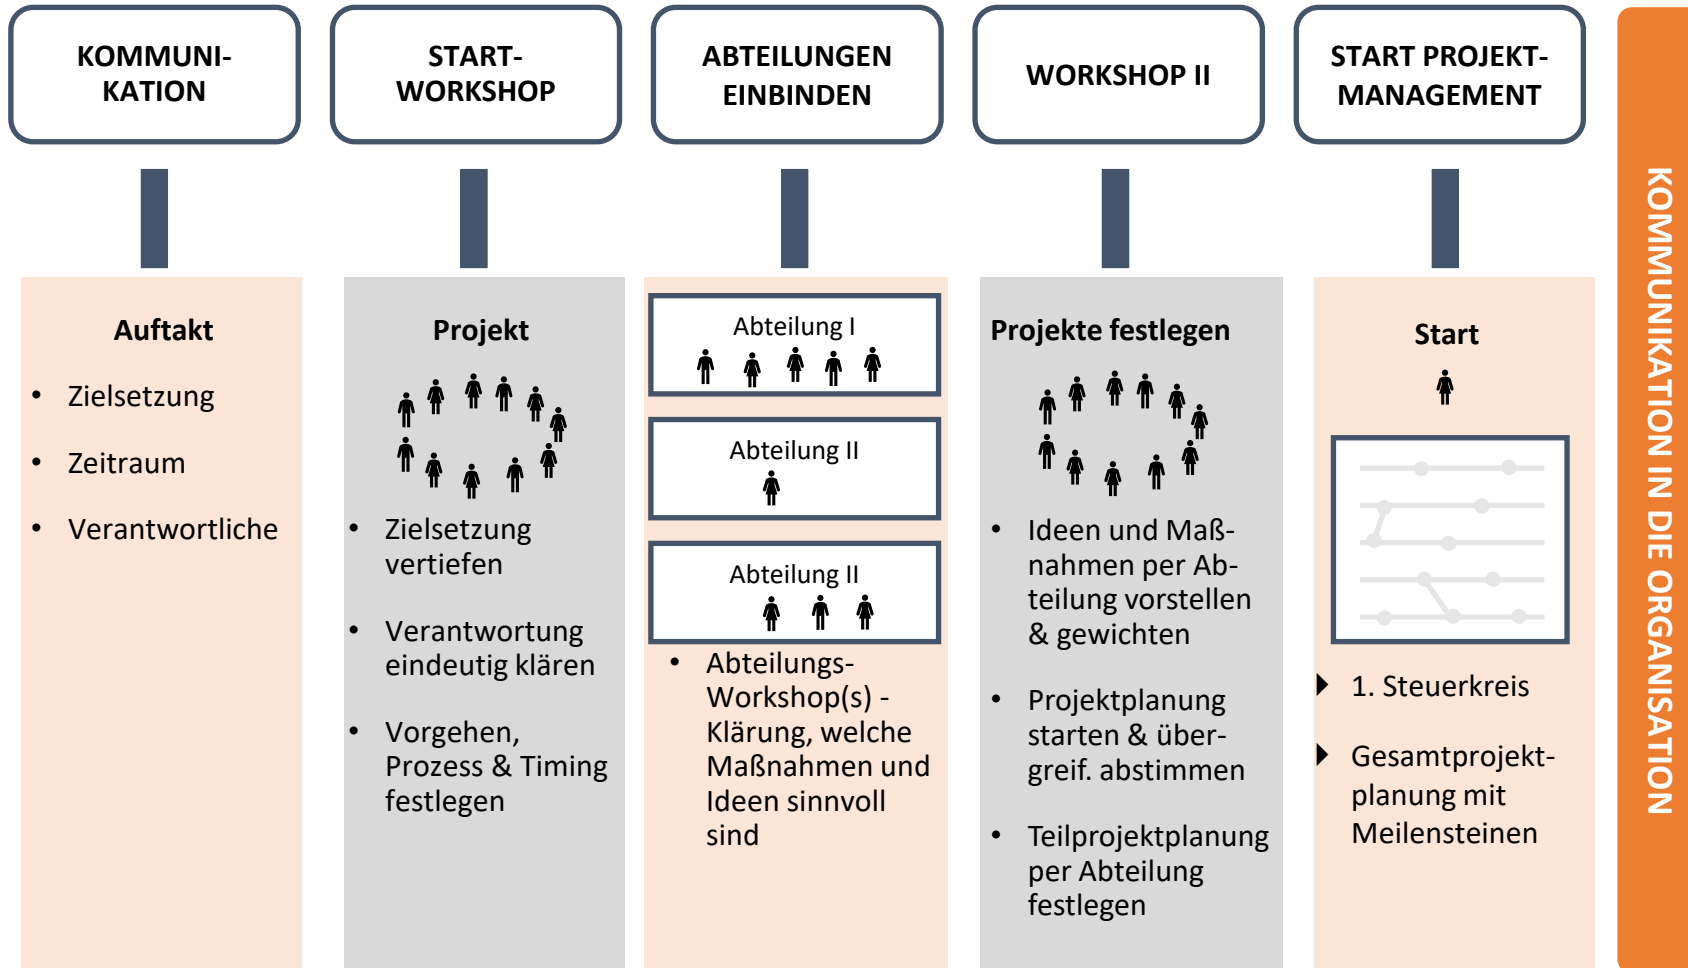 KOMMUNI-
KATION
START-
WORKSHOP
ABTEILUNGEN
EINBINDEN
WORKSHOP II
START PROJEKT-
MANAGEMENT
Auftakt
• Zielsetzung
• Zeitraum
• Verantwortliche
Projekt
• Zielsetzung
vertiefen
• Verantwortung
eindeutig klären
• Vorgehen,
Prozess & Timing
festlegen
Abteilung I
Abteilung II
Abteilung II
• Abteilungs-
Workshop(s) -
Klärung, welche
Maßnahmen und
Ideen sinnvoll
sind
Projekte festlegen
• Ideen und Maß-
nahmen per Ab-
teilung vorstellen
& gewichten
• Projektplanung
starten & über-
greif. abstimmen
• Teilprojektplanung
per Abteilung
festlegen
Start
1. Steuerkreis
Gesamtprojekt-
planung mit
Meilensteinen
KOMMUNIKATION IN DIE ORGANISATION